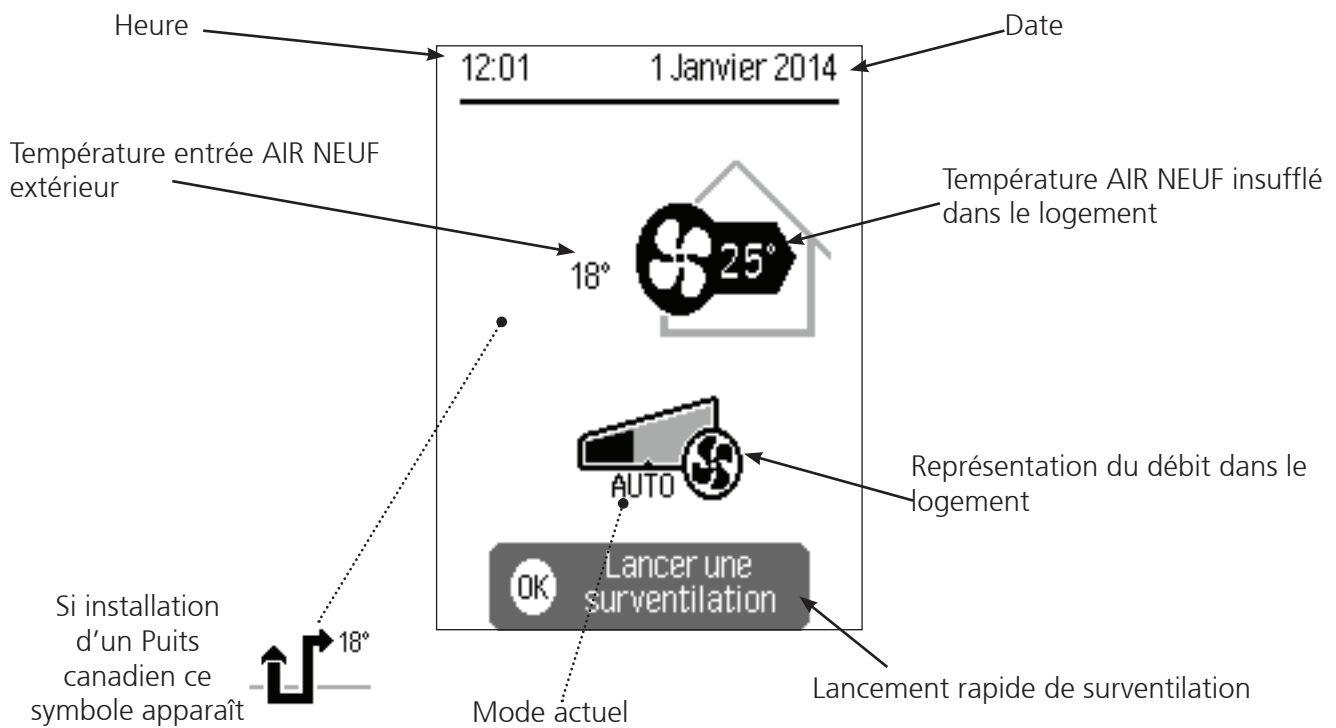 Heure
Date
12:01 1 Janvier 2014
Température entrée AIR NEUF
extérieur
Température AIR NEUF insufflé
dans le logement
25°
18°
AUTO
Représentation du débit dans le
logement
OK
Lancer une
surventilation
Si installation
d'un Puits
canadien ce
symbole apparaît
18°
Mode actuel
Lancement rapide de surventilation